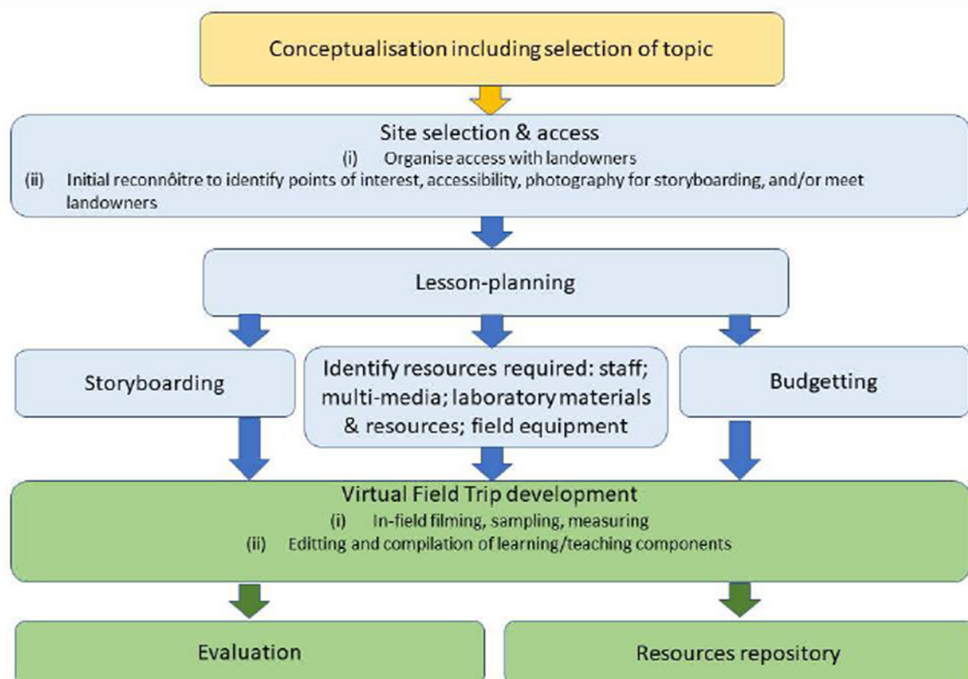 Conceptualisation including selection of topic
Site selection & access
(i) Organise access with landowners
(ii) Initial reconnôitre to identify points of interest, accessibility, photography for storyboarding, and/or meet
landowners
Lesson-planning
Storyboarding
Identify resources required: staff;
multi-media; laboratory materials
& resources; field equipment
Budgetting
Virtual Field Trip development
(i) In-field filming, sampling, measuring
(ii) Editting and compilation of learning/teaching components
Evaluation
Resources repository